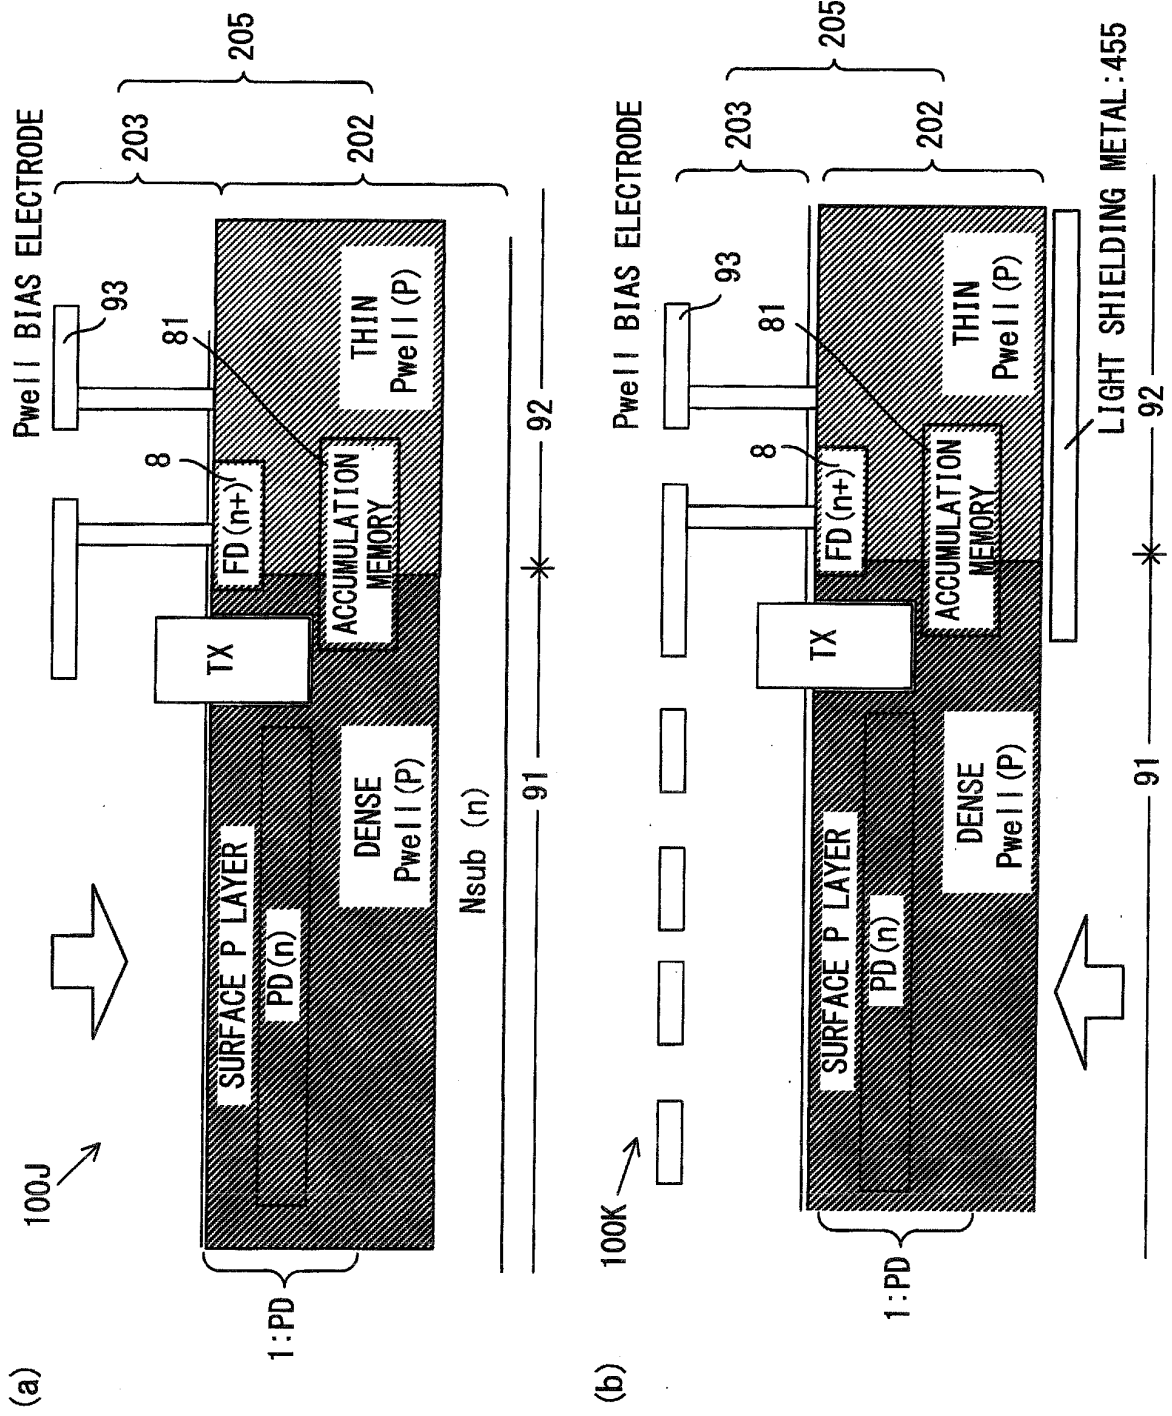 (a)
100J
Pwell BIAS ELECTRODE
93
203
205
81
8
202
1:PD
SURFACE P LAYER
PD(n)
TX
FD(n+)
ACCUMULATION
MEMORY
DENSE
Pwell(P)
THIN
Pwell(P)
Nsub (n)
91
92
(b)
100K
Pwell BIAS ELECTRODE
93
203
205
81
8
202
1:PD
SURFACE P LAYER
PD(n)
TX
FD(n+)
ACCUMULATION
MEMORY
DENSE
Pwell(P)
THIN
Pwell(P)
LIGHT SHIELDING METAL:455
91
92